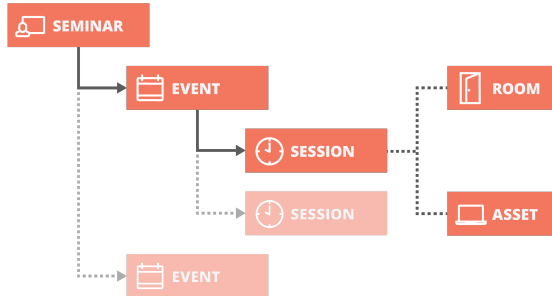 SEMINAR
EVENT
ROOM
SESSION
SESSION
ASSET
EVENT